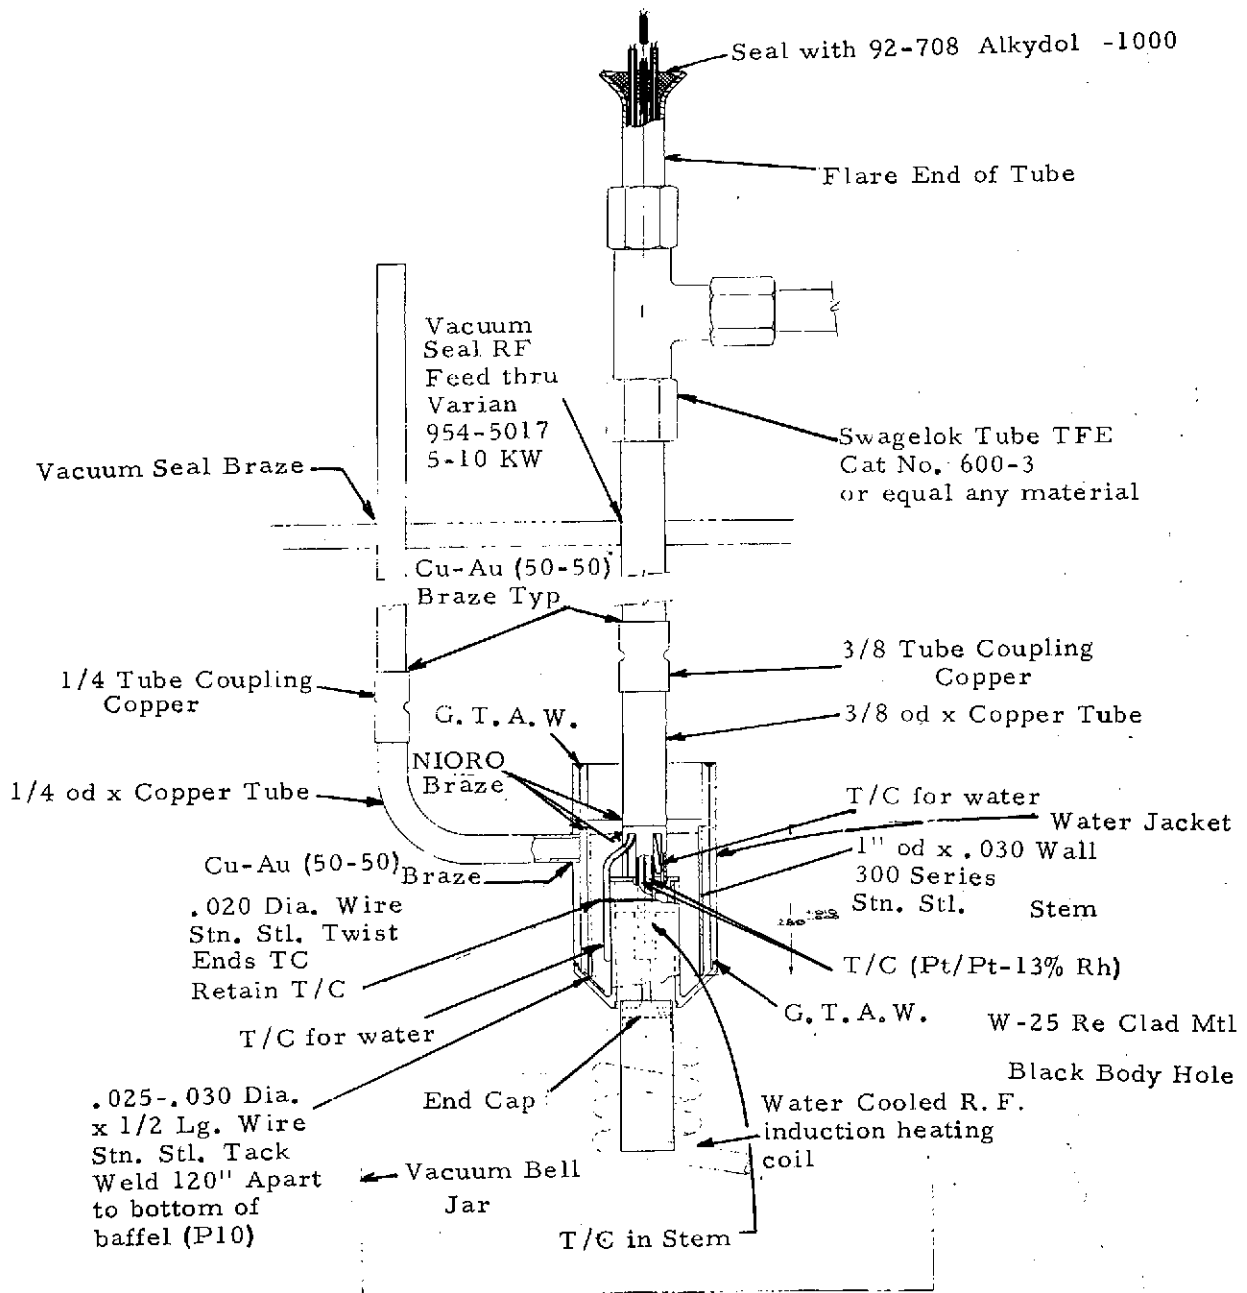 Seal with 92-708 Alkydol -1000
Flare End of Tube
Vacuum
Seal RF
Feed thru
Varian
954-5017
5-10 KW
Swagelok Tube TFE
Cat No. 600-3
or equal any material
Vacuum Seal Braze
Cu-Au (50-50)
Braze Typ
3/8 Tube Coupling
Copper
1/4 Tube Coupling
Copper
G.T.A.W.
3/8 od x Copper Tube
NIORO
Braze
1/4 od x Copper Tube
T/C for water
Water Jacket
Cu-Au (50-50)
Braze
1" od x .030 Wall
300 Series
Stn. Stl.
Stem
.020 Dia. Wire
Stn. Stl. Twist
Ends TC
Retain T/C
T/C (Pt/Pt-13% Rh)
G.T.A.W.
W-25 Re Clad Mtl
T/C for water
Black Body Hole
.025-.030 Dia.
x 1/2 Lg. Wire
Stn. Stl. Tack
Weld 120" Apart
to bottom of
baffel (P10)
End Cap
Water Cooled R.F.
induction heating
coil
Vacuum Bell
Jar
T/C in Stem